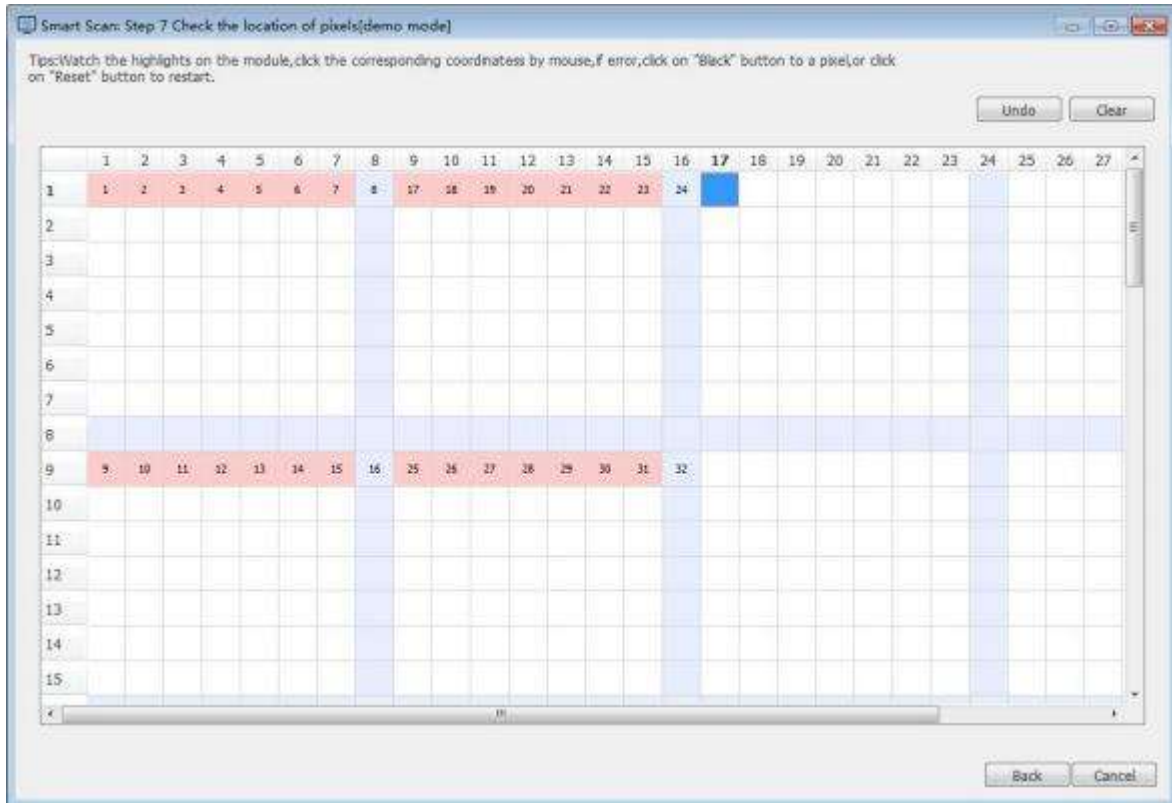 Smart Scan: Step 7 Check the location of pixels[demo mode]
Tips:Watch the highlights on the module,click the corresponding coordinatess by mouse,if error,click on "Black" button to a pixel,or click
on "Reset" button to restart.
Undo Clear
1 2 3 4 5 6 7 8 9 10 11 12 13 14 15 16 17 18 19 20 21 22 23 24 25 26 27
1 1 2 3 4 5 6 7 8 17 18 19 20 21 22 23 24
2
3
4
5
6
7
8
9 9 10 11 12 13 14 15 16 25 26 27 28 29 30 31 32
10
11
12
13
14
15
Back Cancel